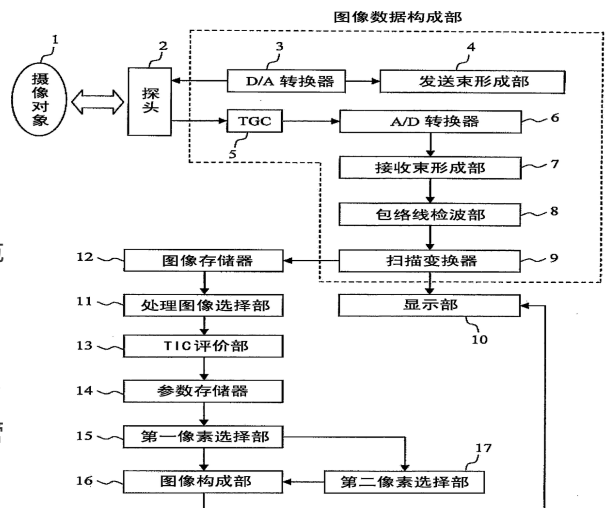 图像数据构成部
1
2
3
4
摄像对象
探头
D/A 转换器
发送束形成部
TGC
A/D 转换器
6
5
接收束形成部
7
包络线检波部
8
12
图像存储器
扫描变换器
9
11
处理图像选择部
显示部
10
13
TIC评价部
14
参数存储器
15
第一像素选择部
17
16
图像构成部
第二像素选择部